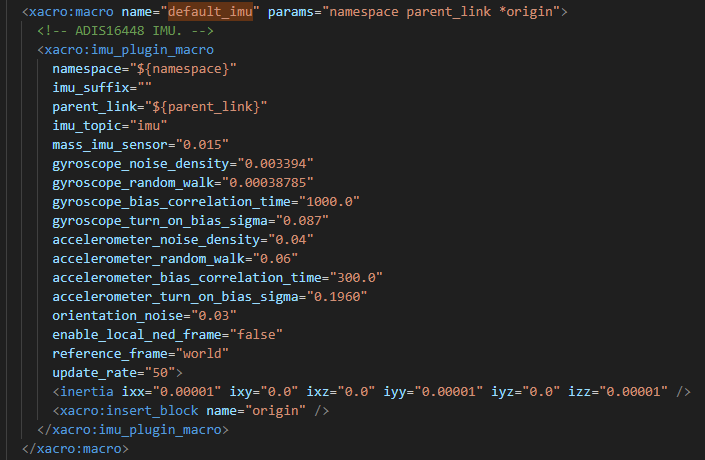 <xacro:macro name="default_imu" params="namespace parent_link *origin">
<!-- ADIS16448 IMU. -->
<xacro:imu_plugin_macro
namespace="${namespace}"
imu_suffix=""
parent_link="${parent_link}"
imu_topic="imu"
mass_imu_sensor="0.015"
gyroscope_noise_density="0.003394"
gyroscope_random_walk="0.00038785"
gyroscope_bias_correlation_time="1000.0"
gyroscope_turn_on_bias_sigma="0.087"
accelerometer_noise_density="0.04"
accelerometer_random_walk="0.06"
accelerometer_bias_correlation_time="300.0"
accelerometer_turn_on_bias_sigma="0.1960"
orientation_noise="0.03"
enable_local_ned_frame="false"
reference_frame="world"
update_rate="50">
<inertia ixx="0.00001" ixy="0.0" ixz="0.0" iyy="0.00001" iyz="0.0" izz="0.00001" />
<xacro:insert_block name="origin" />
</xacro:imu_plugin_macro>
</xacro:macro>